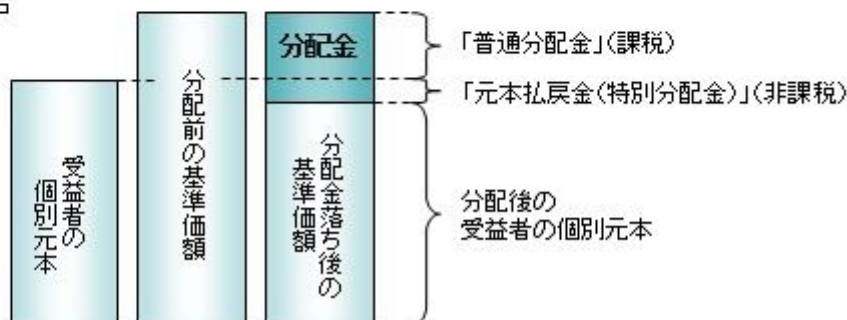 分配金
「普通分配金」(課税)
「元本払戻金(特別分配金)」(非課税)
受益者の
個別元本
分配前の基準価額
分配金落ち後の
基準価額
分配後の
受益者の個別元本